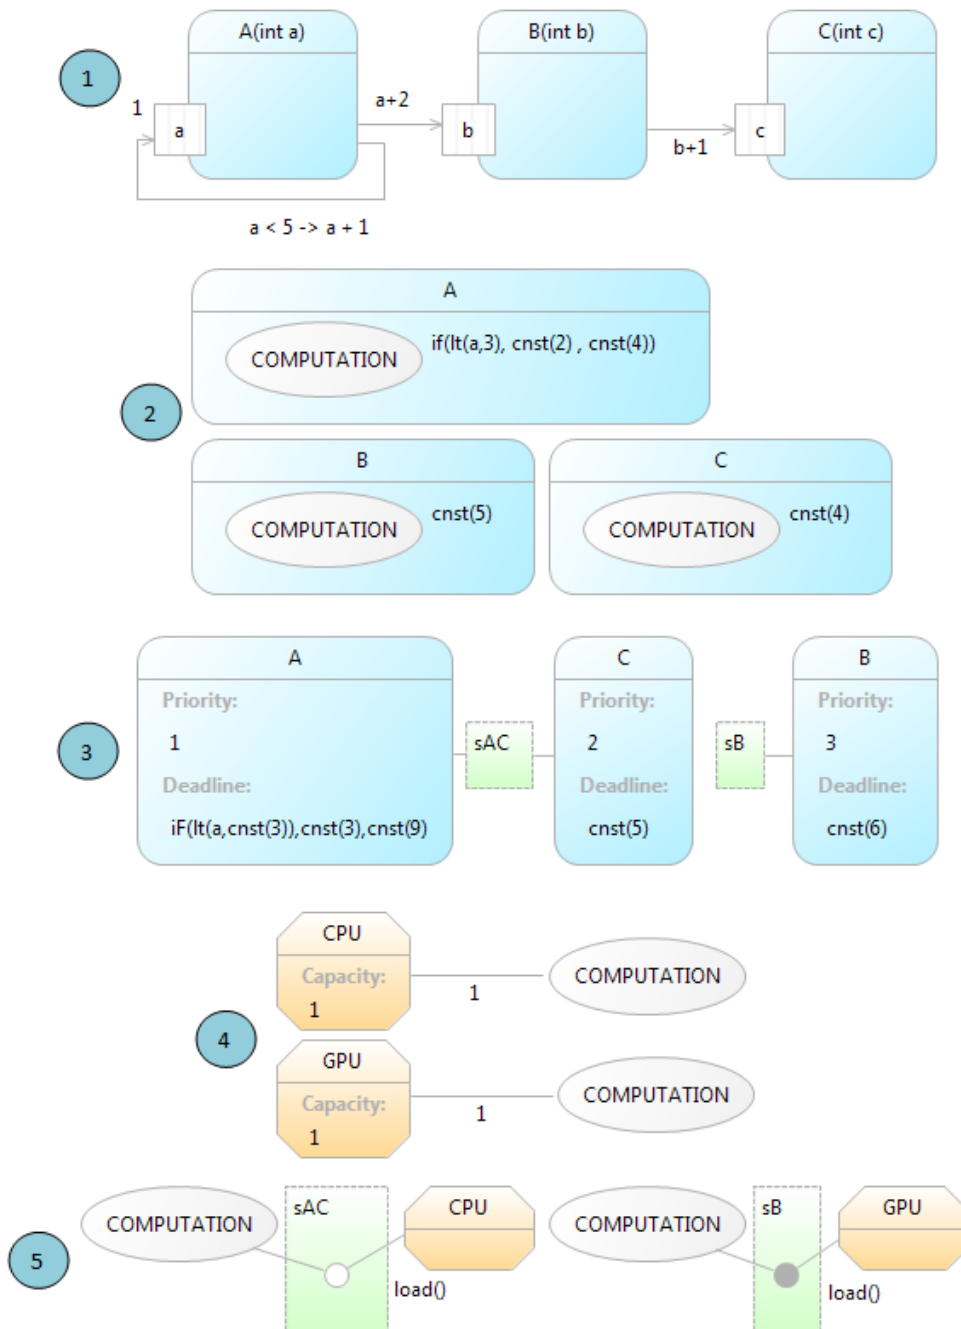 A(int a)
B(int b)
C(int c)
1
1
a
a+2
b
b+1
c
a < 5 -> a + 1
A
COMPUTATION
if(lt(a,3), cnst(2) , cnst(4))
2
B
COMPUTATION
cnst(5)
C
COMPUTATION
cnst(4)
3
A
Priority:
1
Deadline:
iF(lt(a,cnst(3)),cnst(3),cnst(9)
sAC
C
Priority:
2
Deadline:
cnst(5)
sB
B
Priority:
3
Deadline:
cnst(6)
4
CPU
Capacity:
1
1
COMPUTATION
GPU
Capacity:
1
1
COMPUTATION
5
COMPUTATION
sAC
CPU
load()
COMPUTATION
sB
GPU
load()